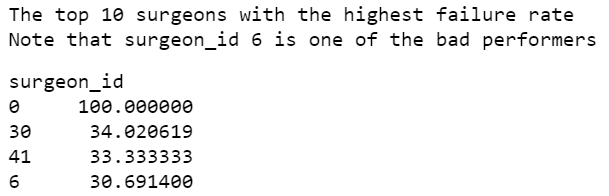 The top 10 surgeons with the highest failure rate
Note that surgeon_id 6 is one of the bad performers
surgeon_id
0 100.000000
30 34.020619
41 33.333333
6 30.691400